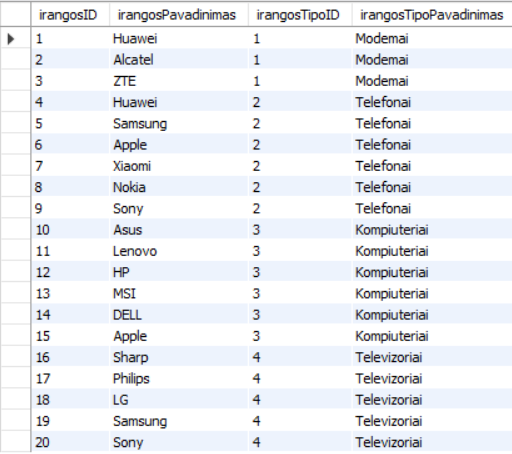 irangosID irangosPavadinimas irangosTipoID irangosTipoPavadinimas
1 Huawei 1 Modemai
2 Alcatel 1 Modemai
3 ZTE 1 Modemai
4 Huawei 2 Telefonai
5 Samsung 2 Telefonai
6 Apple 2 Telefonai
7 Xiaomi 2 Telefonai
8 Nokia 2 Telefonai
9 Sony 2 Telefonai
10 Asus 3 Kompiuteriai
11 Lenovo 3 Kompiuteriai
12 HP 3 Kompiuteriai
13 MSI 3 Kompiuteriai
14 DELL 3 Kompiuteriai
15 Apple 3 Kompiuteriai
16 Sharp 4 Televizoriai
17 Philips 4 Televizoriai
18 LG 4 Televizoriai
19 Samsung 4 Televizoriai
20 Sony 4 Televizoriai